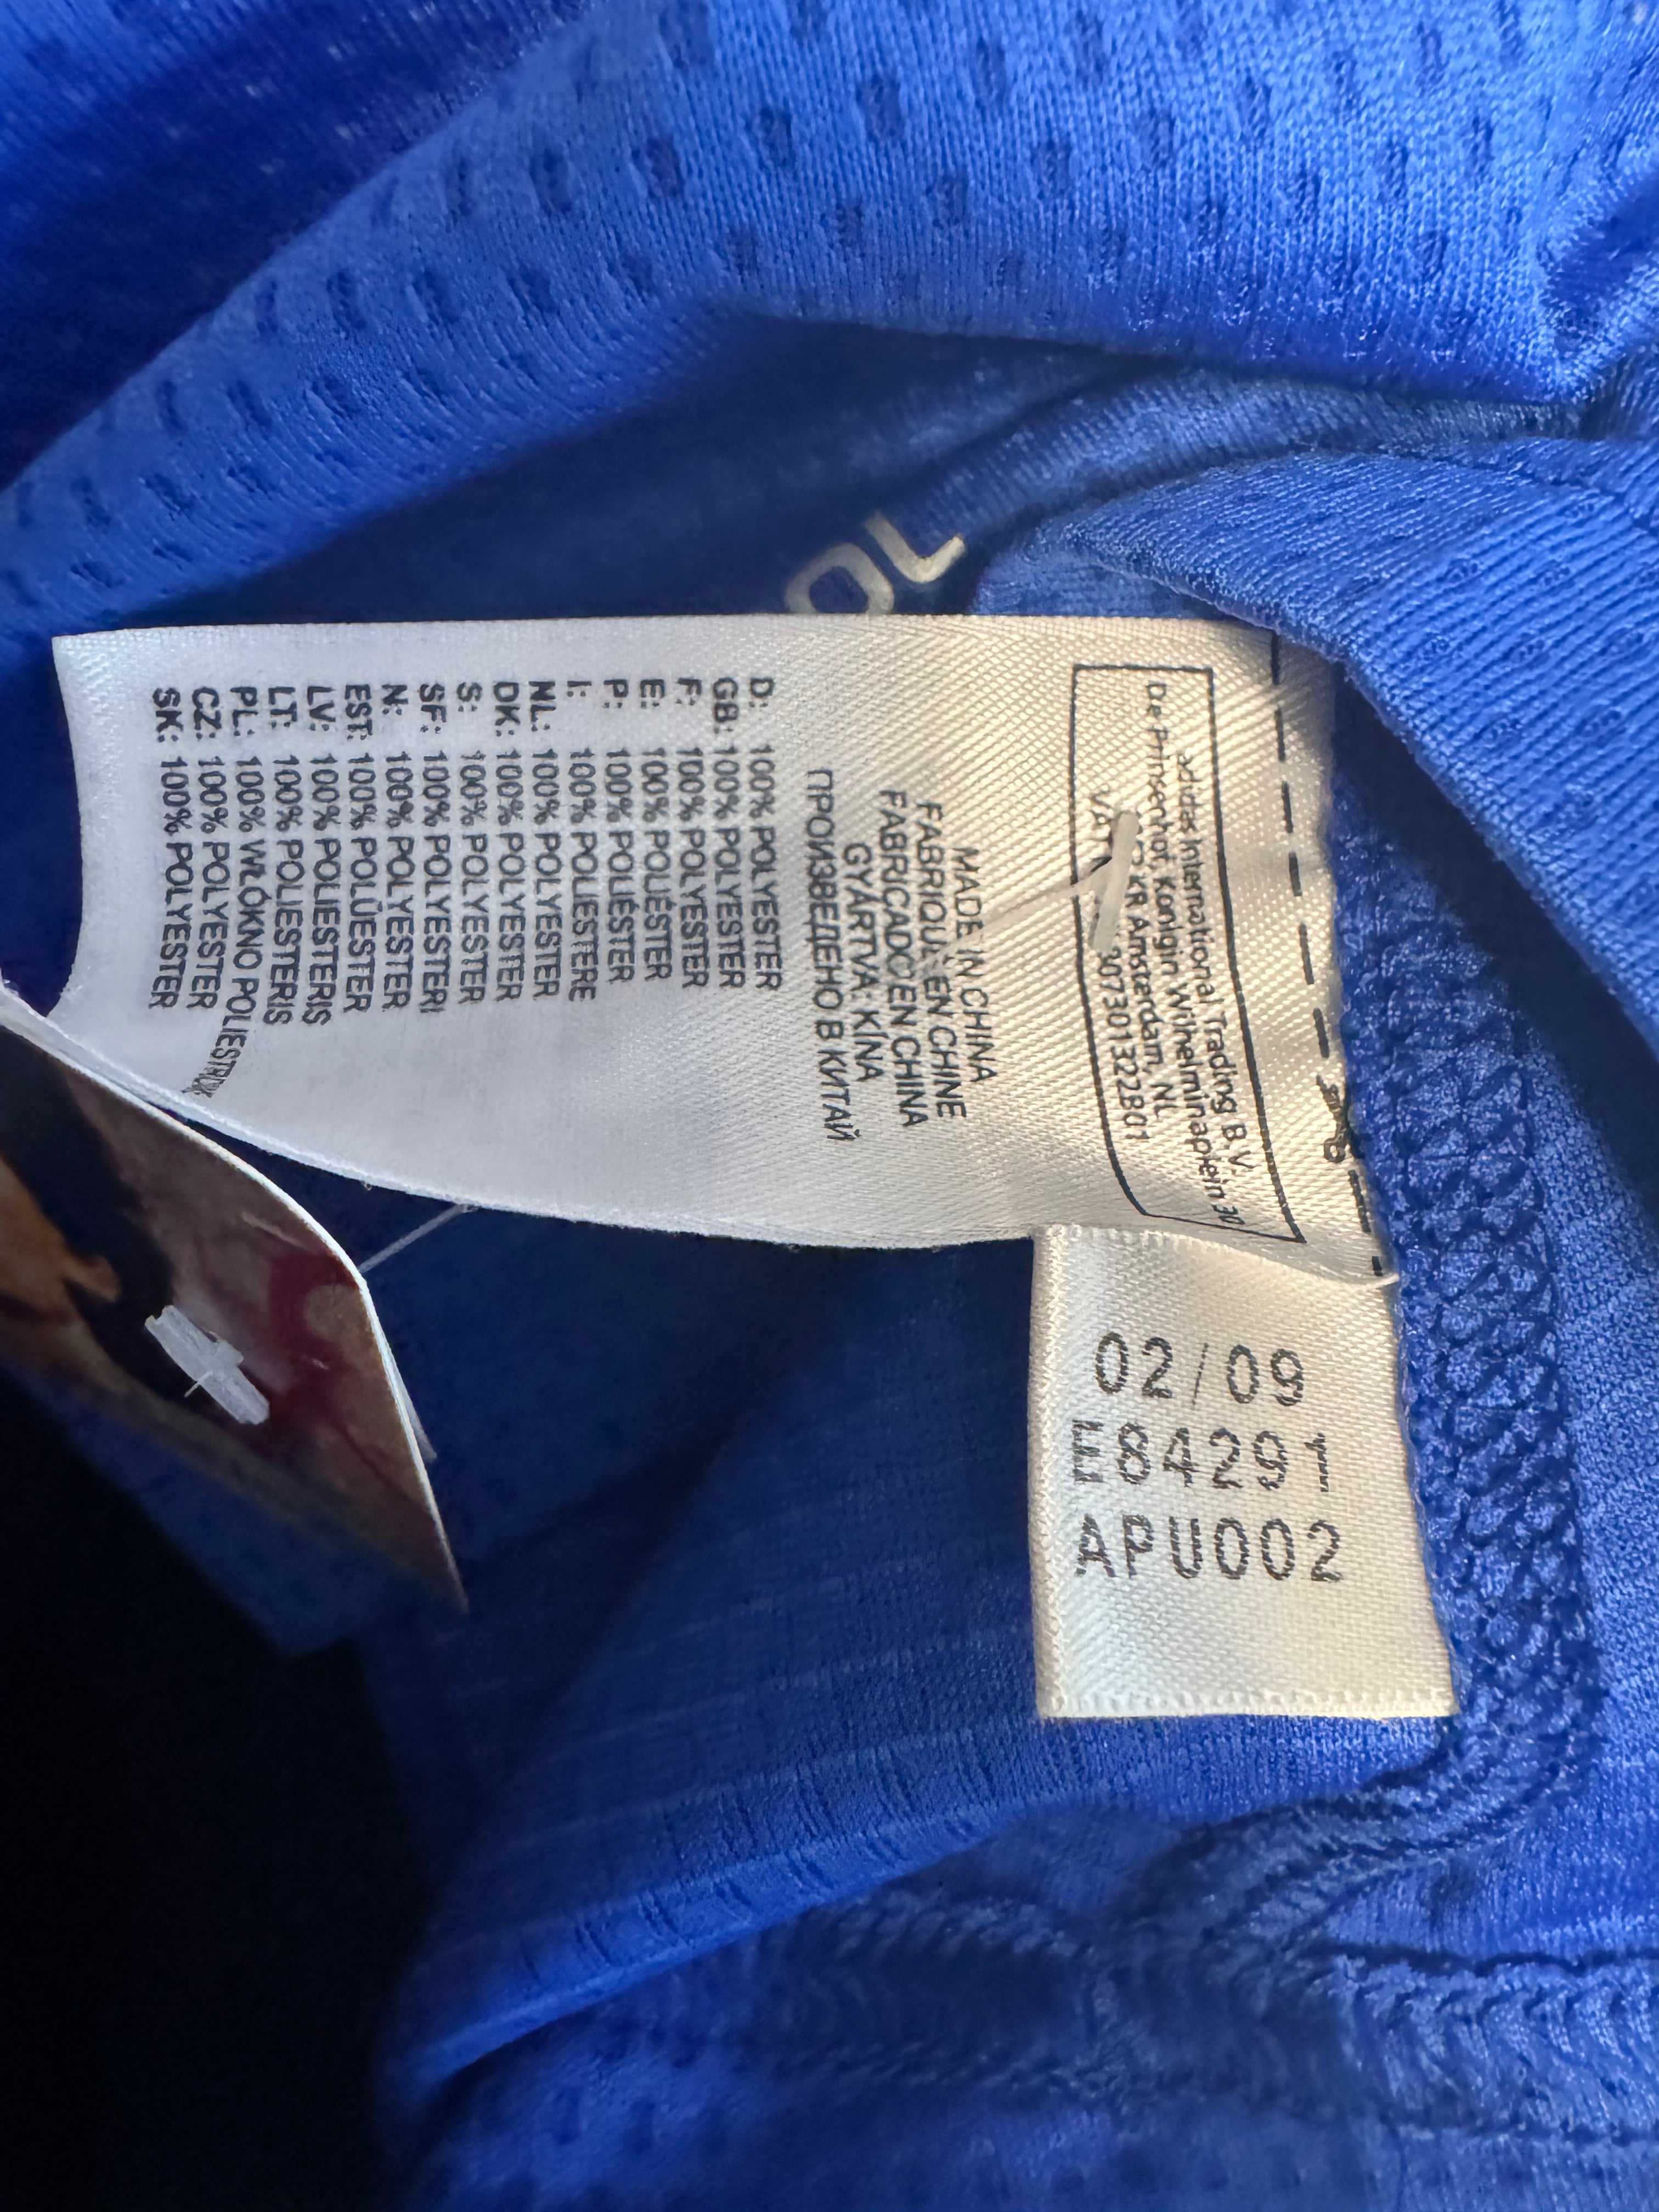 adidas International Trading B.V.
De Prinsenhof, Konigin Wilhelminaplein 30
KR Amsterdam, NL
VAT
MADE IN CHINA
FABRIQUÉ EN CHINE
FABRICADO EN CHINA
GYÁRTVA: KÍNA
ПРОИЗВЕДЕНО В КИТАЙ
D: 100% POLYESTER
GB: 100% POLYESTER
F: 100% POLYESTER
E: 100% POLIÉSTER
P: 100% POLIÉSTER
I: 100% POLIESTERE
NL: 100% POLYESTER
DK: 100% POLYESTER
S: 100% POLYESTER
SF: 100% POLYESTERI
N: 100% POLYESTER
EST: 100% POLÜESTER
LV: 100% POLIESTERIS
LT: 100% POLIESTERIS
PL: 100% WŁÓKNO
CZ: 100% POLYESTER
SK: 100% POLYESTER
02/09
E84291
APU002